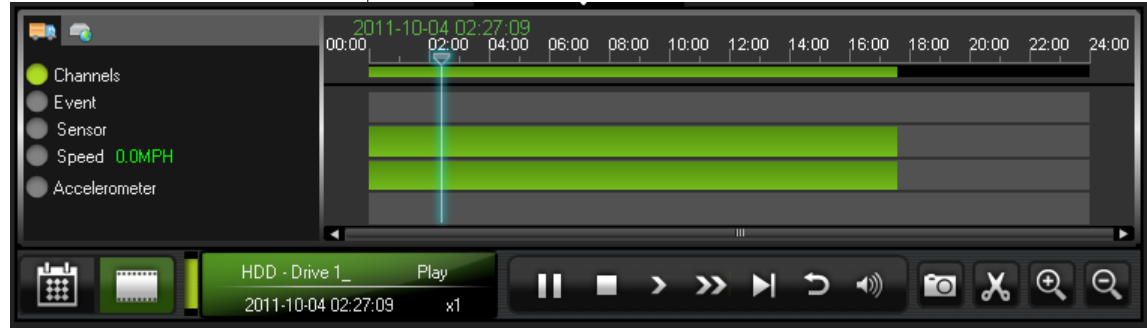 2011-10-04 02:27:09
00:00 02:00 04:00 06:00 08:00 10:00 12:00 14:00 16:00 18:00 20:00 22:00 24:00
Channels
Event
Sensor
Speed 0.0MPH
Accelerometer
HDD - Drive 1_ Play
2011-10-04 02:27:09 x1